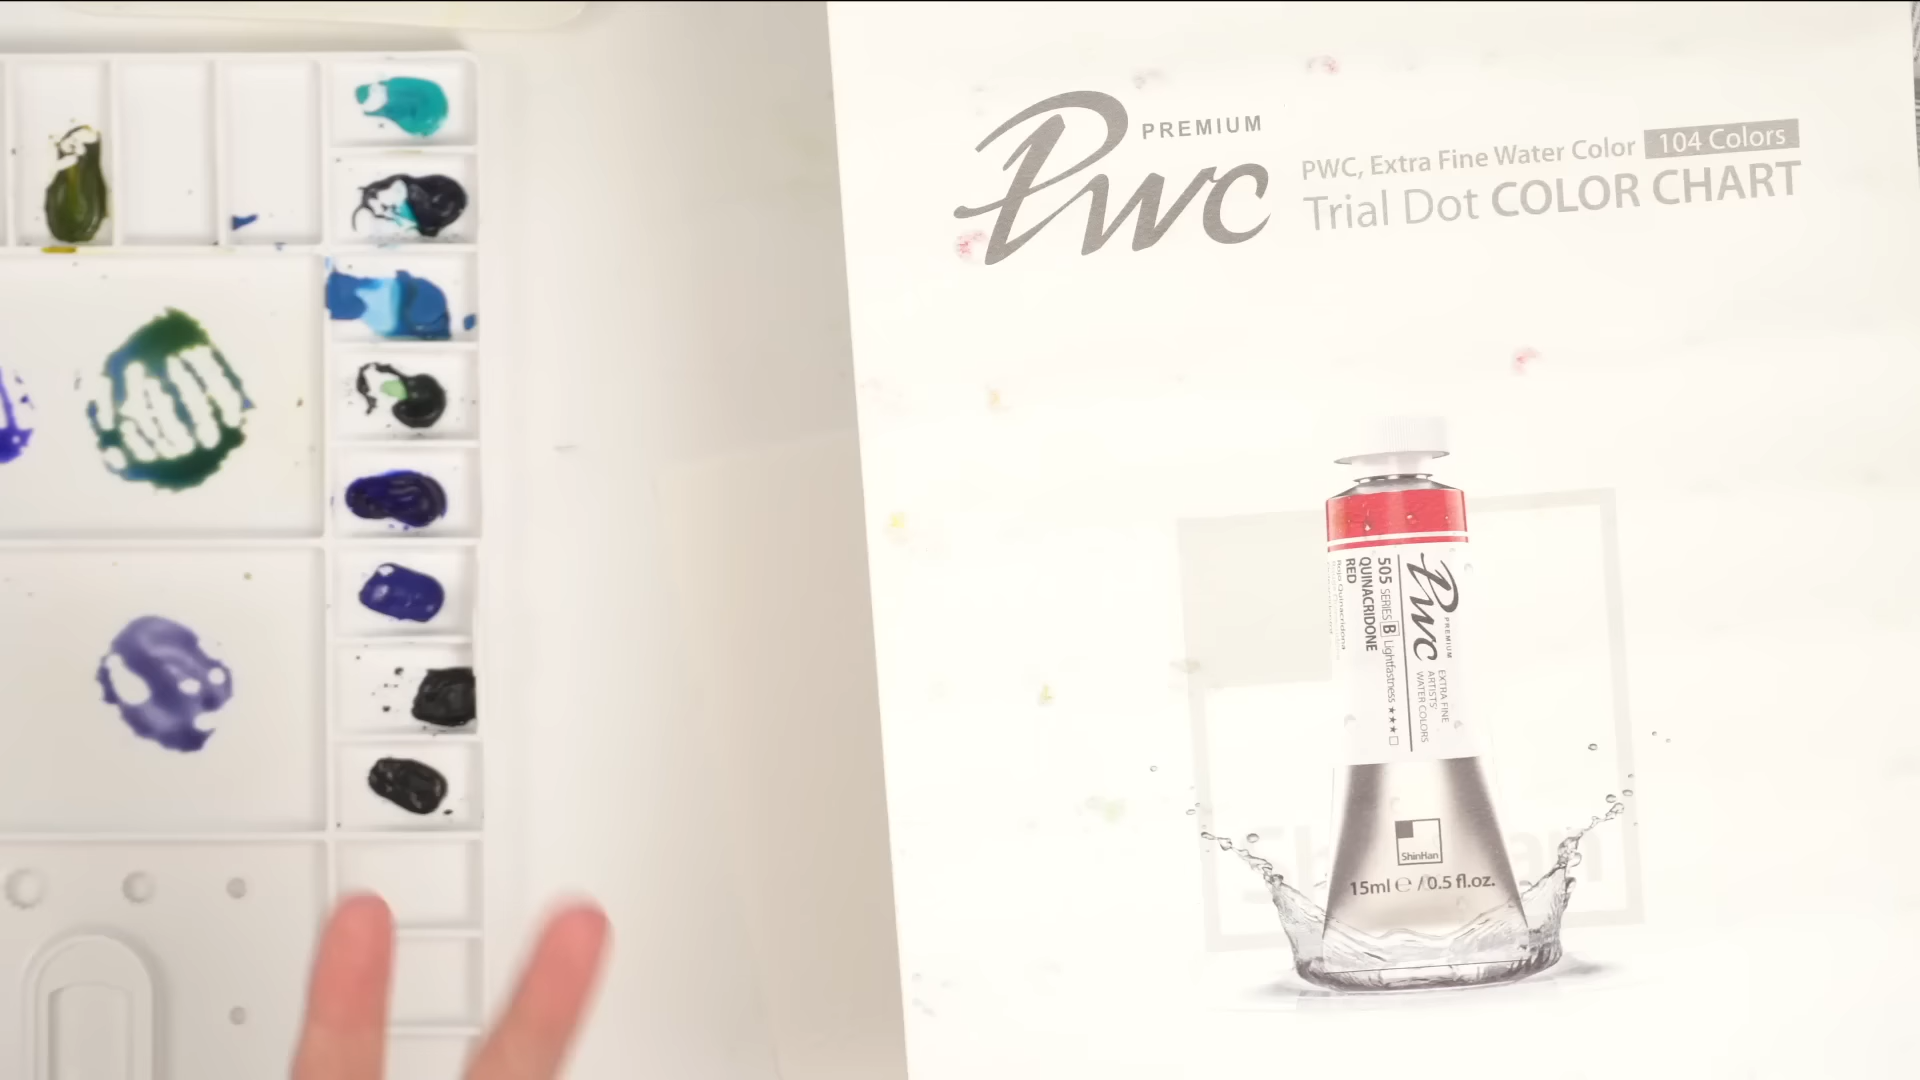 PREMIUM
Pwc
PWC, Extra Fine Water Color 104 Colors
Trial Dot COLOR CHART
Pwc PREMIUM
EXTRA FINE
ARTISTS'
WATER COLORS
505 SERIES B Lightfastness ★★★☐
QUINACRIDONE
RED
ShinHan
15ml ℮ / 0.5 fl.oz.